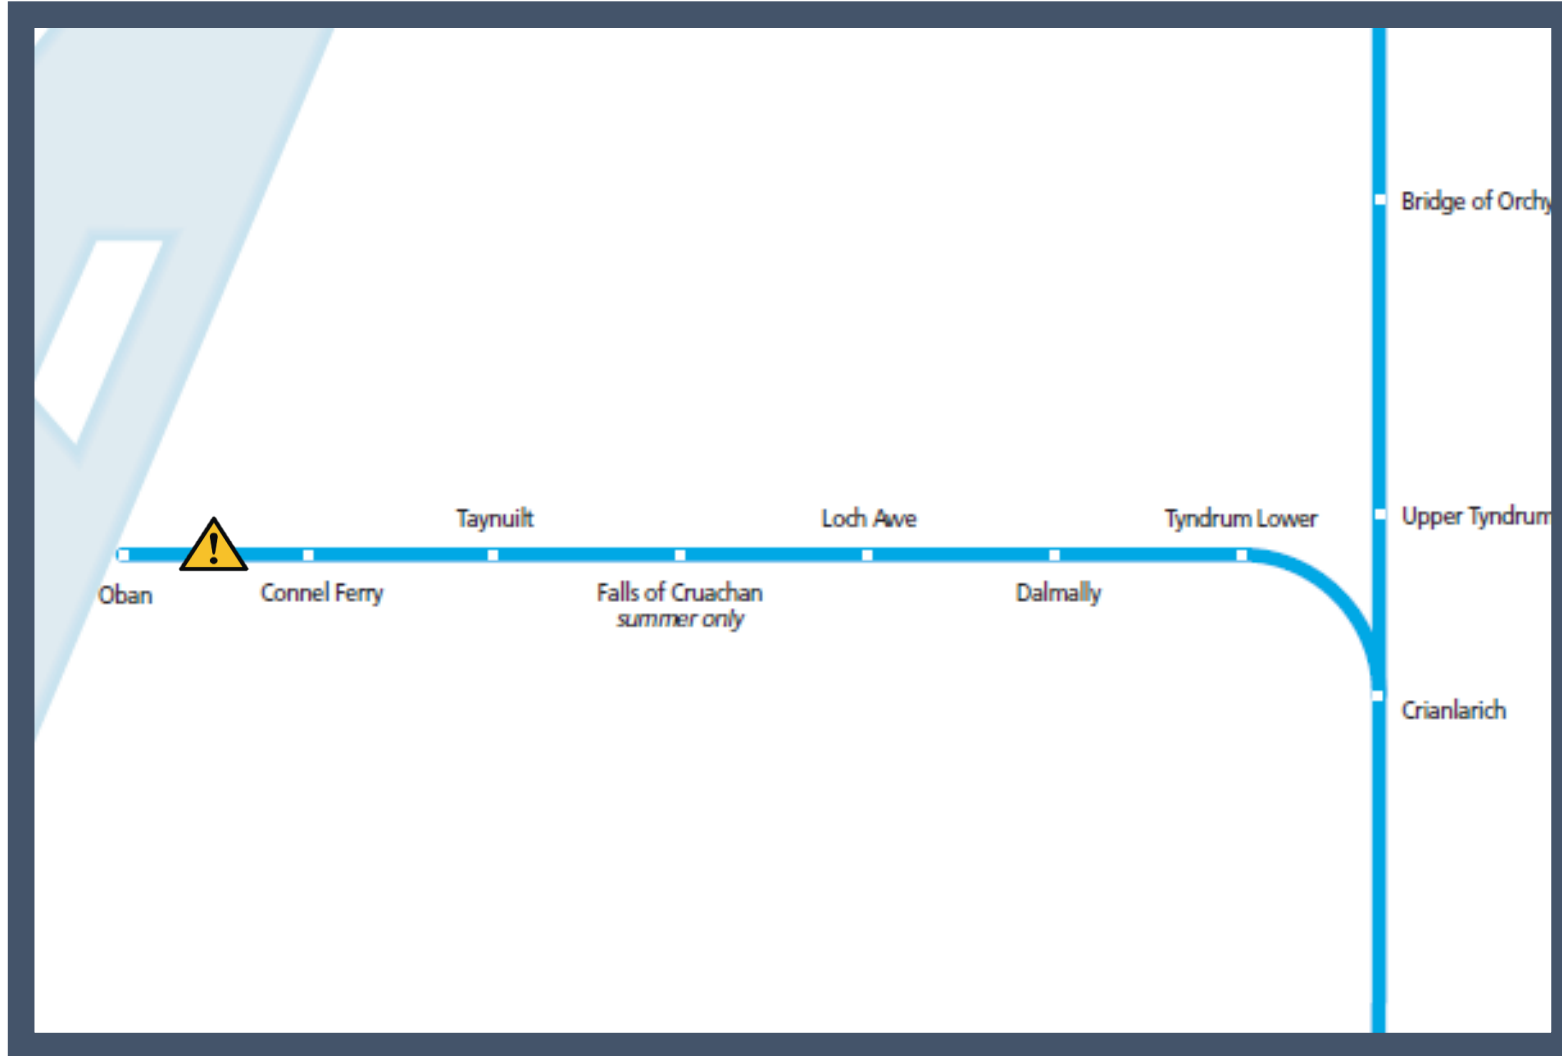 Bridge of Orchy
Taynuilt
Loch Awe
Tyndrum Lower
Upper Tyndrum
Oban
Connel Ferry
Falls of Cruachan
summer only
Dalmally
Crianlarich